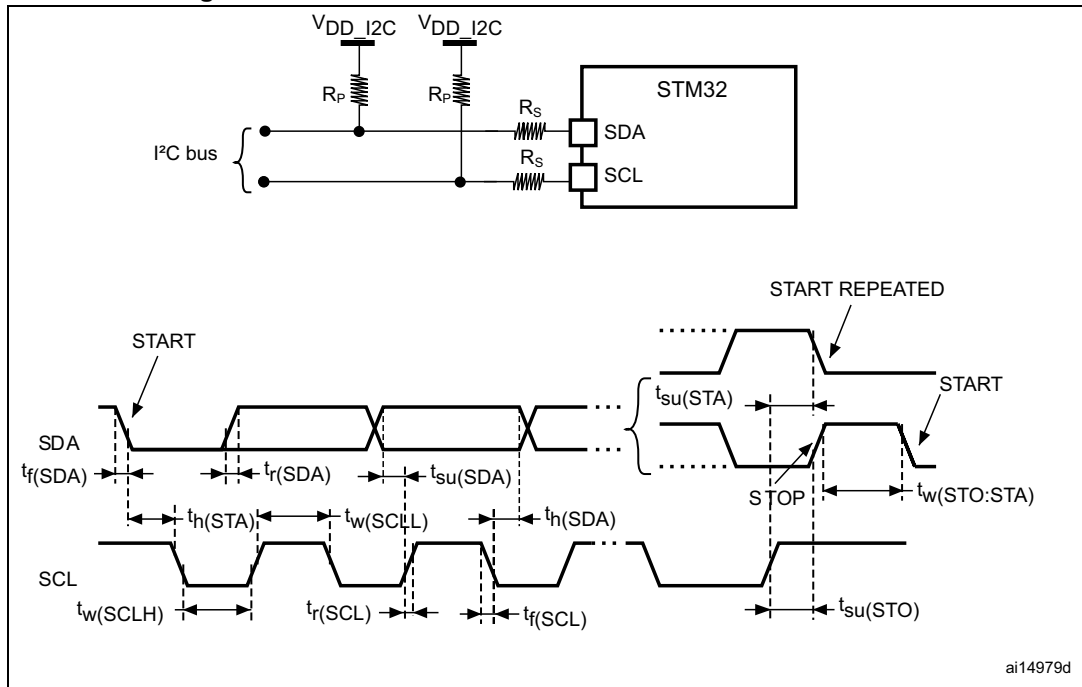 VDD_I2C VDD_I2C
RP RP
STM32
RS
SDA
I²C bus
RS
SCL
START REPEATED
START
START
tsu(STA)
SDA
tf(SDA) tr(SDA) tsu(SDA)
STOP
tw(STO:STA)
th(STA) tw(SCLL) th(SDA)
SCL
tw(SCLH) tr(SCL) tf(SCL) tsu(STO)
ai14979d